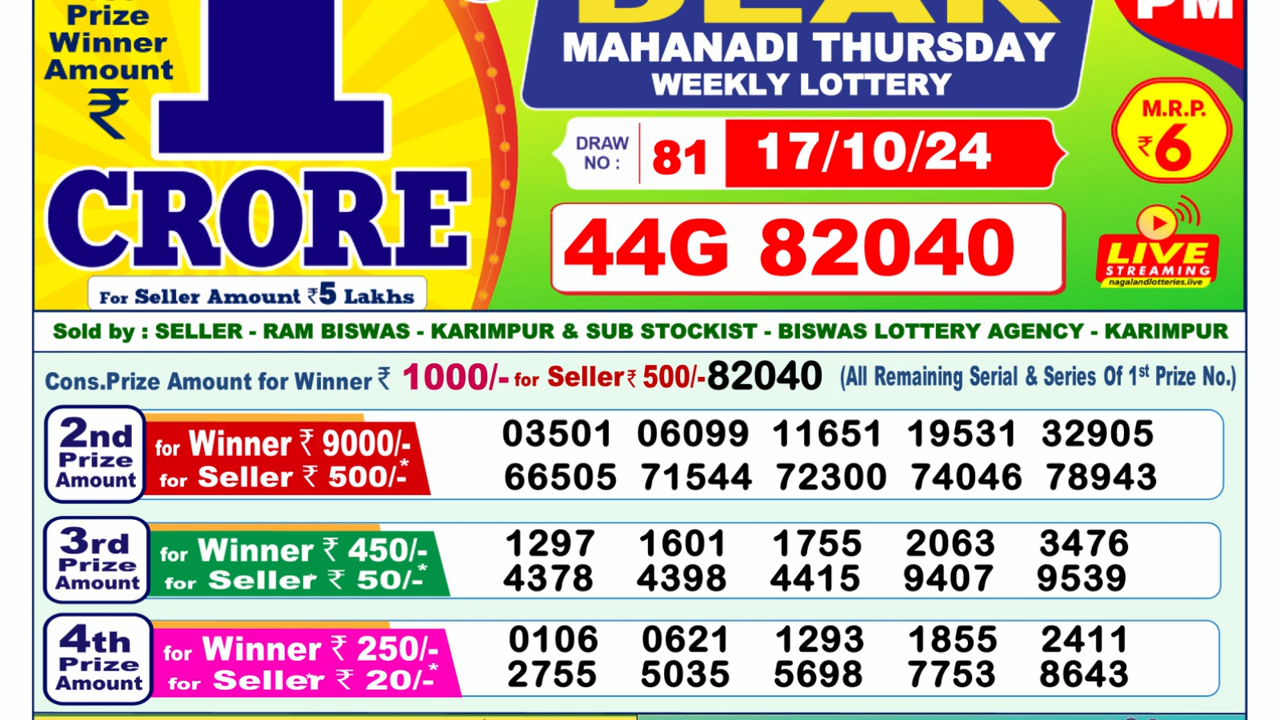 Prize
Winner
Amount
₹
1
CRORE
For Seller Amount ₹5 Lakhs
DEAR
MAHANADI THURSDAY
WEEKLY LOTTERY
PM
M.R.P.
₹6
DRAW
NO :
81
17/10/24
44G 82040
LIVE
STREAMING
nagalandlotteries.live
Sold by : SELLER - RAM BISWAS - KARIMPUR & SUB STOCKIST - BISWAS LOTTERY AGENCY - KARIMPUR
Cons.Prize Amount for Winner ₹ 1000/- for Seller ₹ 500/- 82040 (All Remaining Serial & Series Of 1st Prize No.)
2nd
Prize
Amount
for Winner ₹ 9000/-
for Seller ₹ 500/-*
03501 06099 11651 19531 32905
66505 71544 72300 74046 78943
3rd
Prize
Amount
for Winner ₹ 450/-
for Seller ₹ 50/-*
1297 1601 1755 2063 3476
4378 4398 4415 9407 9539
4th
Prize
Amount
for Winner ₹ 250/-
for Seller ₹ 20/-*
0106 0621 1293 1855 2411
2755 5035 5698 7753 8643